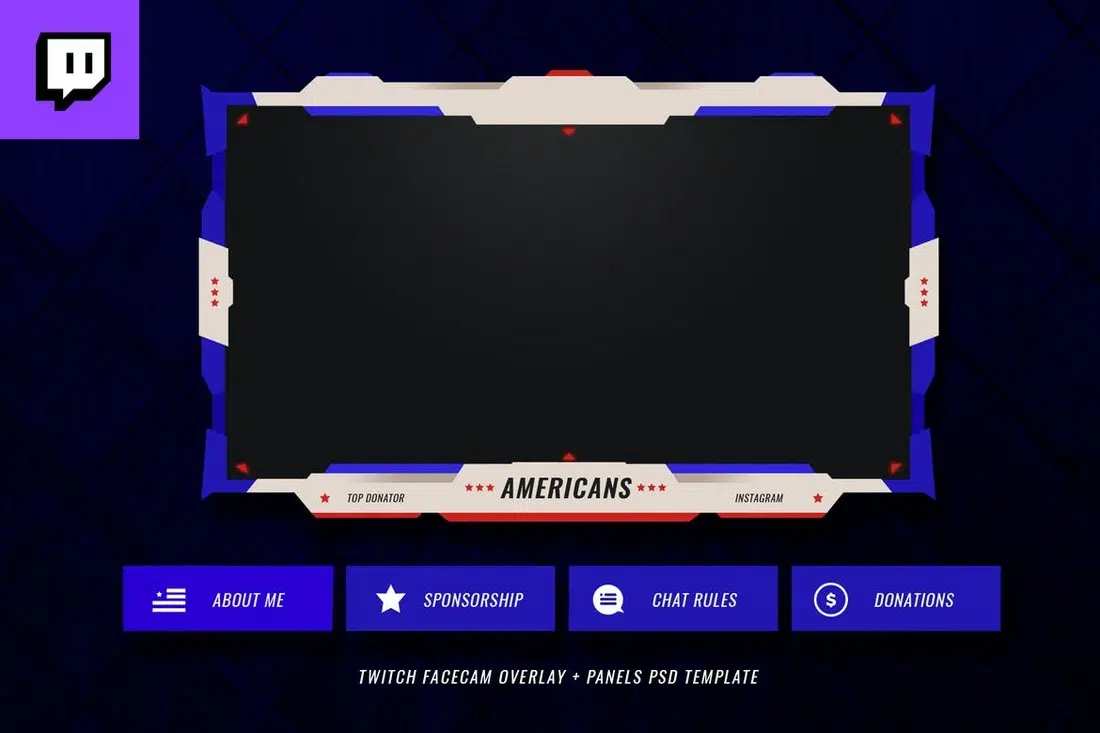 TOP DONATOR
AMERICANS
INSTAGRAM
ABOUT ME
SPONSORSHIP
CHAT RULES
DONATIONS
TWITCH FACECAM OVERLAY + PANELS PSD TEMPLATE